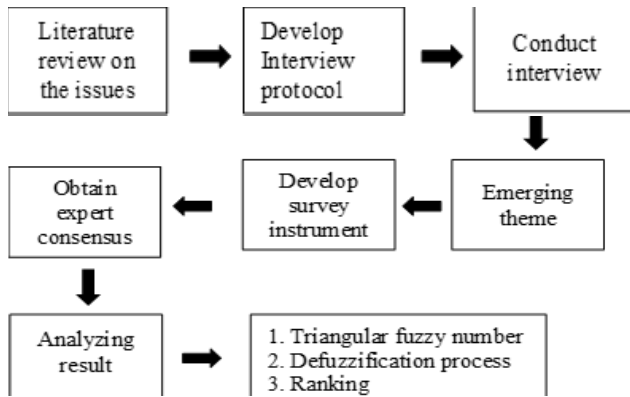 Literature
review on
the issues
Develop
Interview
protocol
Conduct
interview
Emerging
theme
Develop
survey
instrument
Obtain
expert
consensus
Analyzing
result
1. Triangular fuzzy number
2. Defuzzification process
3. Ranking